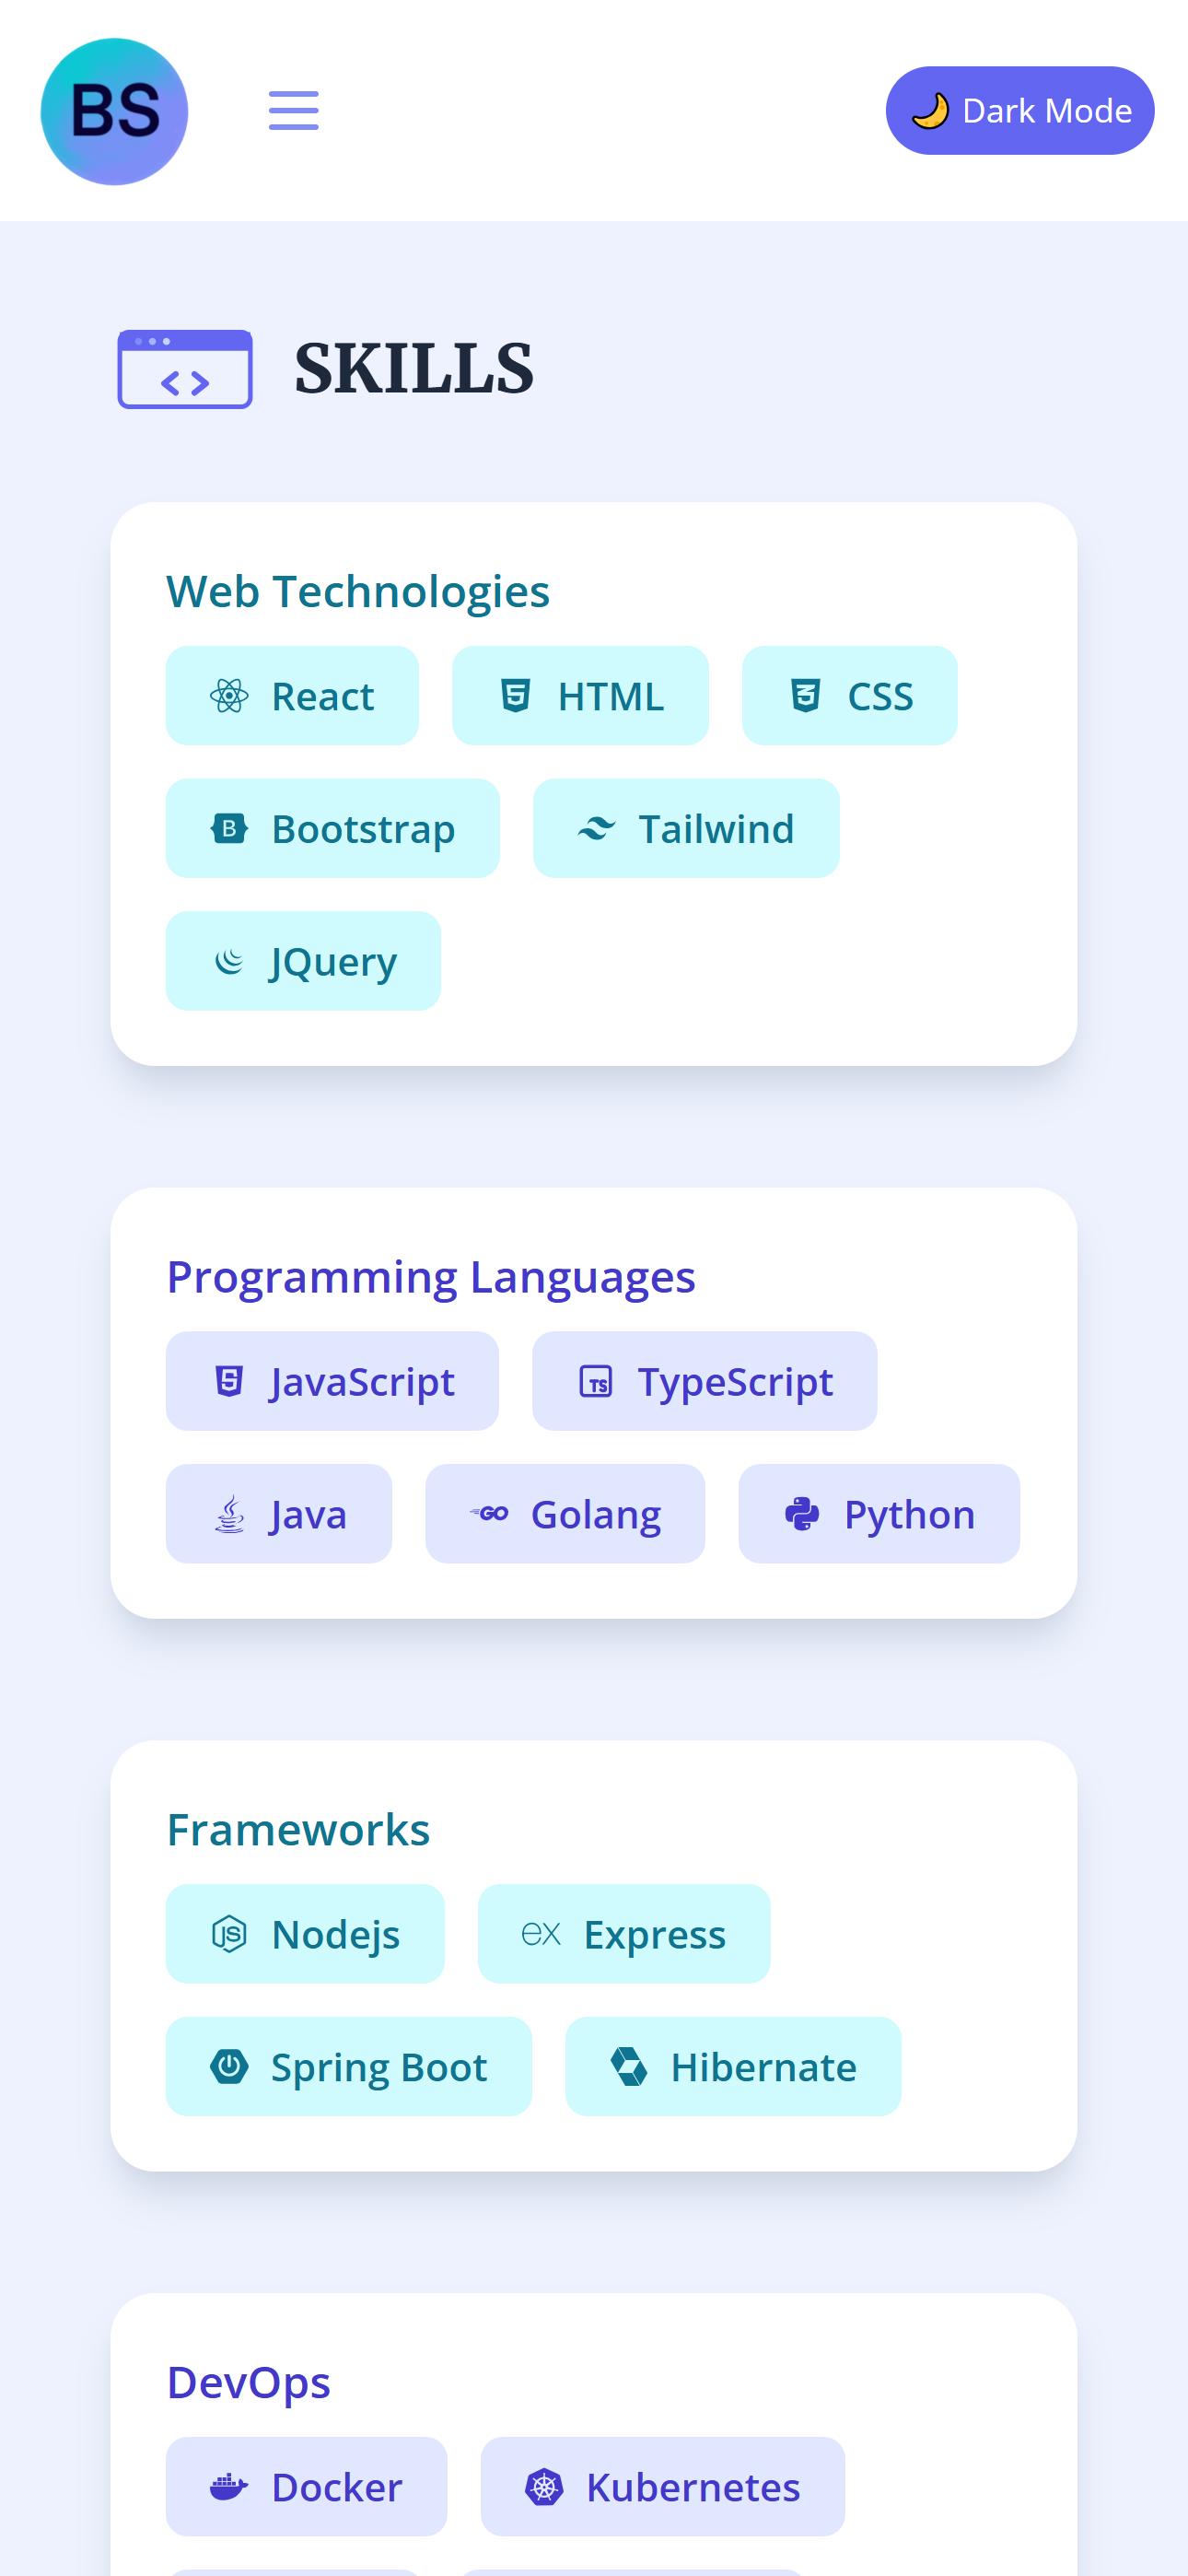 BS
🌙 Dark Mode
SKILLS
Web Technologies
React HTML CSS
Bootstrap Tailwind
JQuery
Programming Languages
JavaScript TypeScript
Java Golang Python
Frameworks
Nodejs Express
Spring Boot Hibernate
DevOps
Docker Kubernetes